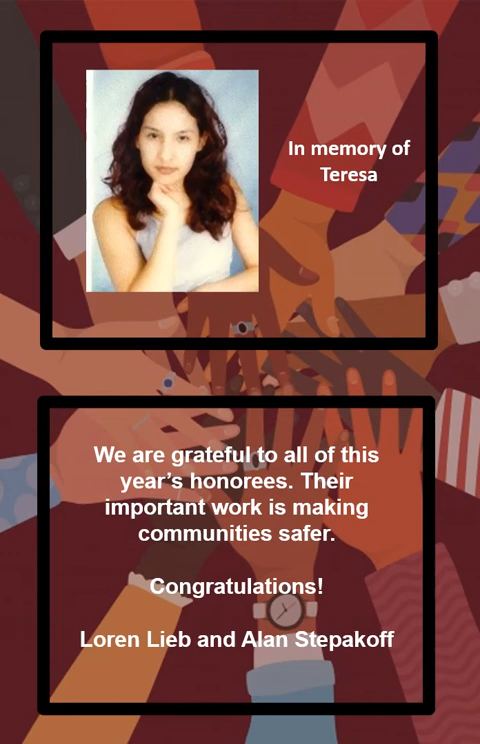 In memory of
Teresa
We are grateful to all of this
year's honorees. Their
important work is making
communities safer.
Congratulations!
Loren Lieb and Alan Stepakoff